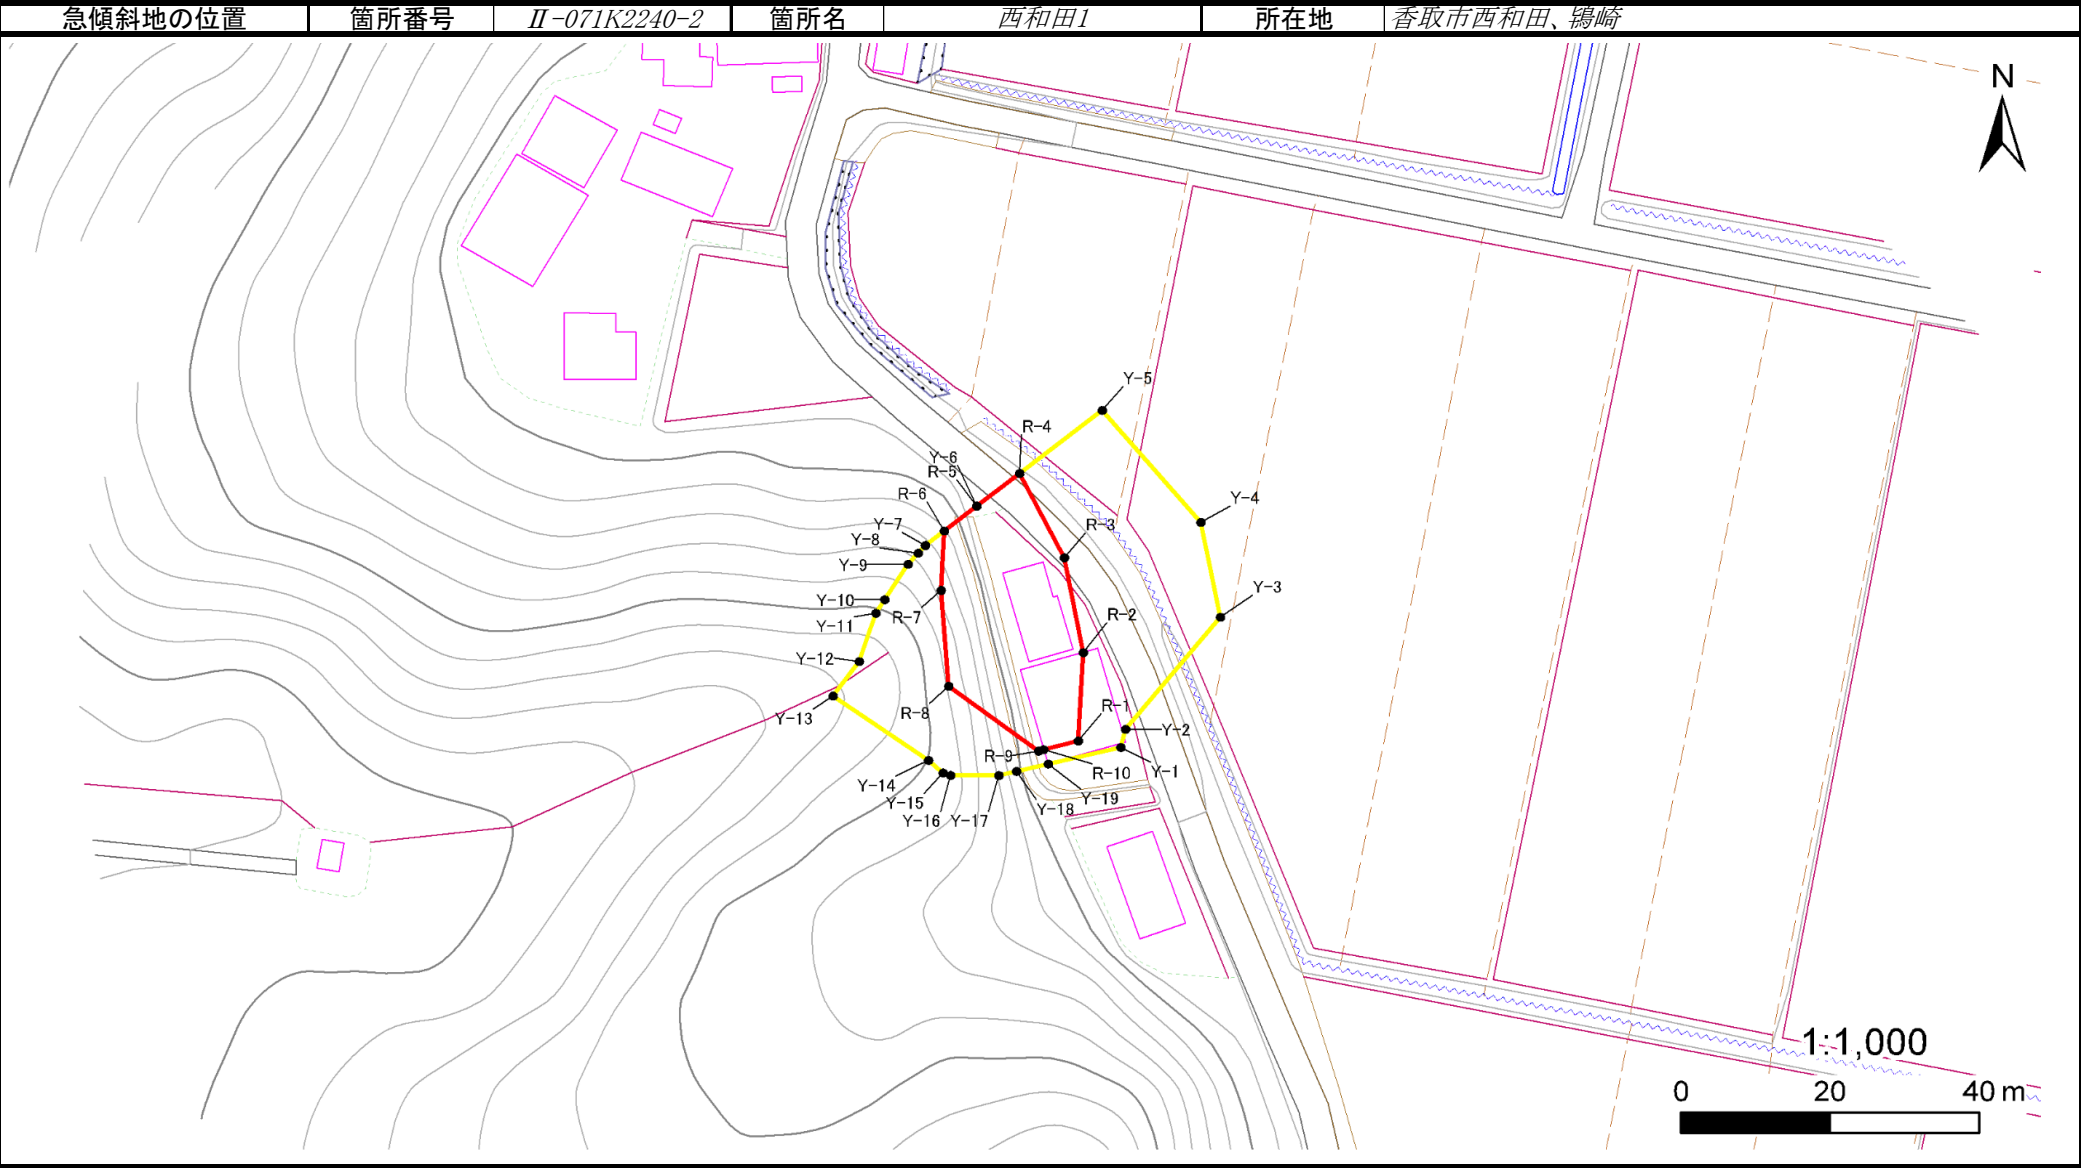 急傾斜地の位置 箇所番号 Ⅱ-071K2240-2 箇所名 西和田1 所在地 香取市西和田、鴇崎
N
Y-5
R-4
Y-6
R-5
R-6
Y-4
Y-7
R-3
Y-8
Y-9
Y-3
Y-10
R-7
R-2
Y-11
Y-12
R-8
R-1
Y-13
Y-2
R-9
R-10
Y-1
Y-14
Y-15
Y-19
Y-18
Y-16
Y-17
1:1,000
0 20 40 m